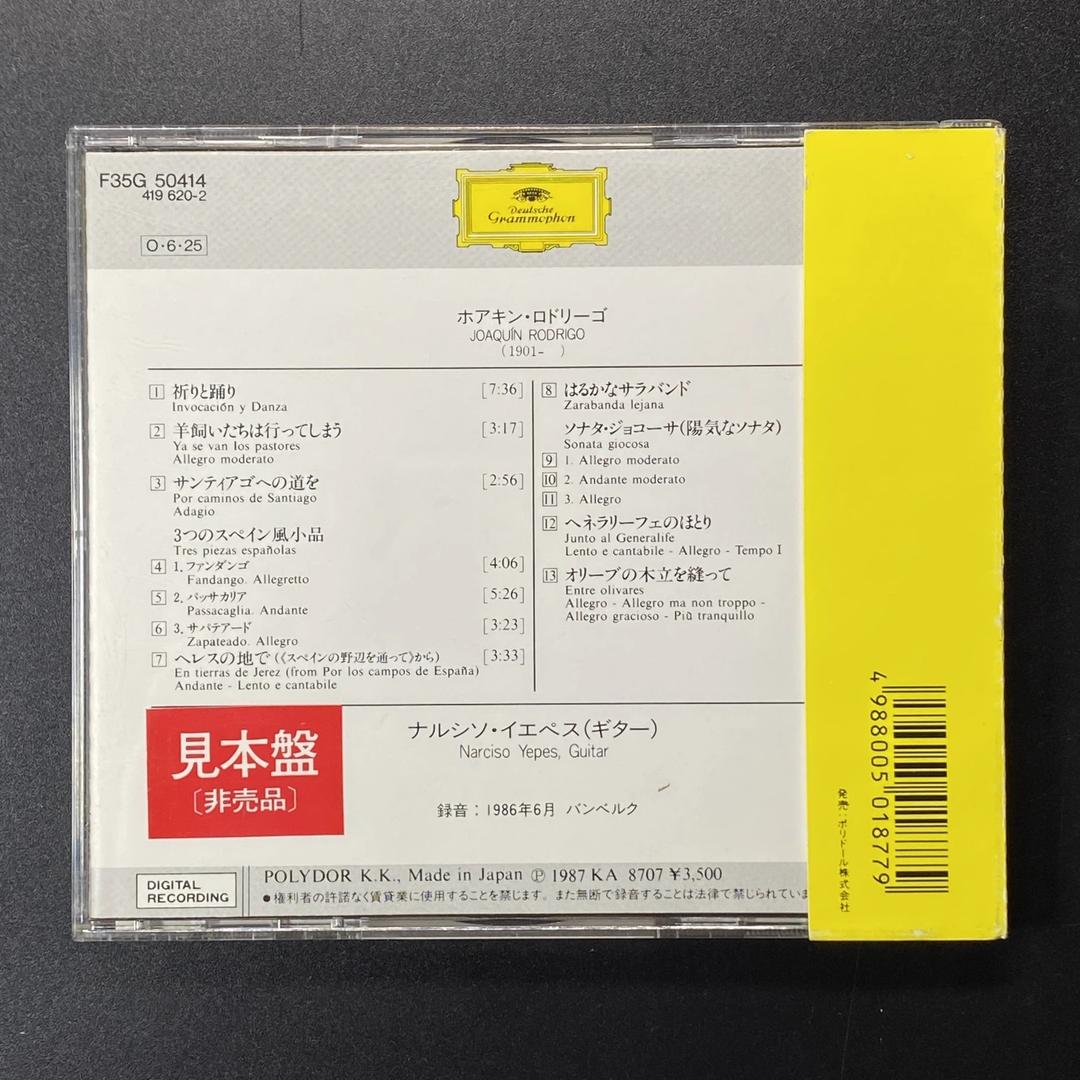 F35G 50414
419 620-2
O・6・25
Deutsche
Grammophon
ホアキン・ロドリーゴ
JOAQUÍN RODRIGO
(1901- )
1 祈りと踊り [7:36]
Invocación y Danza
2 羊飼いたちは行ってしまう [3:17]
Ya se van los pastores
Allegro moderato
3 サンティアゴへの道を [2:56]
Por caminos de Santiago
Adagio
3つのスペイン風小品
Tres piezas españolas
4 1. ファンダンゴ [4:06]
Fandango. Allegretto
5 2. パッサカリア [5:26]
Passacaglia. Andante
6 3. サパテアード [3:23]
Zapateado. Allegro
7 ヘレスの地で(《スペインの野辺を通って》から) [3:33]
En tierras de Jerez (from Por los campos de España)
Andante - Lento e cantabile
8 はるかなサラバンド
Zarabanda lejana
ソナタ・ジョコーサ(陽気なソナタ)
Sonata giocosa
9 1. Allegro moderato
10 2. Andante moderato
11 3. Allegro
12 ヘネラリーフェのほとり
Junto al Generalife
Lento e cantabile - Allegro - Tempo I
13 オリーブの木立を縫って
Entre olivares
Allegro - Allegro ma non troppo -
Allegro gracioso - Più tranquillo
見本盤
〔非売品〕
ナルシソ・イエペス(ギター)
Narciso Yepes, Guitar
録音:1986年6月 バンベルク
DIGITAL
RECORDING
POLYDOR K.K., Made in Japan Ⓟ 1987 KA 8707 ¥3,500
●権利者の許諾なく賃貸業に使用することを禁じます。また無断で録音することは法律で禁じられていま
4988005018779
発売:ポリドール株式会社